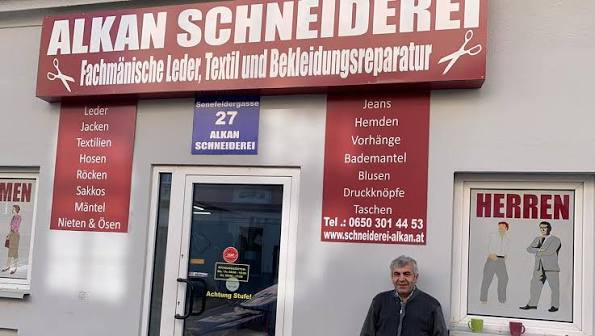 ALKAN SCHNEIDEREI
Fachmänische Leder, Textil und Bekleidungsreparatur
Leder
Jacken
Textilien
Hosen
Röcken
Sakkos
Mäntel
Nieten & Ösen
Senefeldergasse
27
ALKAN
SCHNEIDEREI
Jeans
Hemden
Vorhänge
Bademantel
Blusen
Druckknöpfe
Taschen
Tel .: 0650 301 44 53
www.schneiderei-alkan.at
MEN
HERREN
Achtung Stufe!